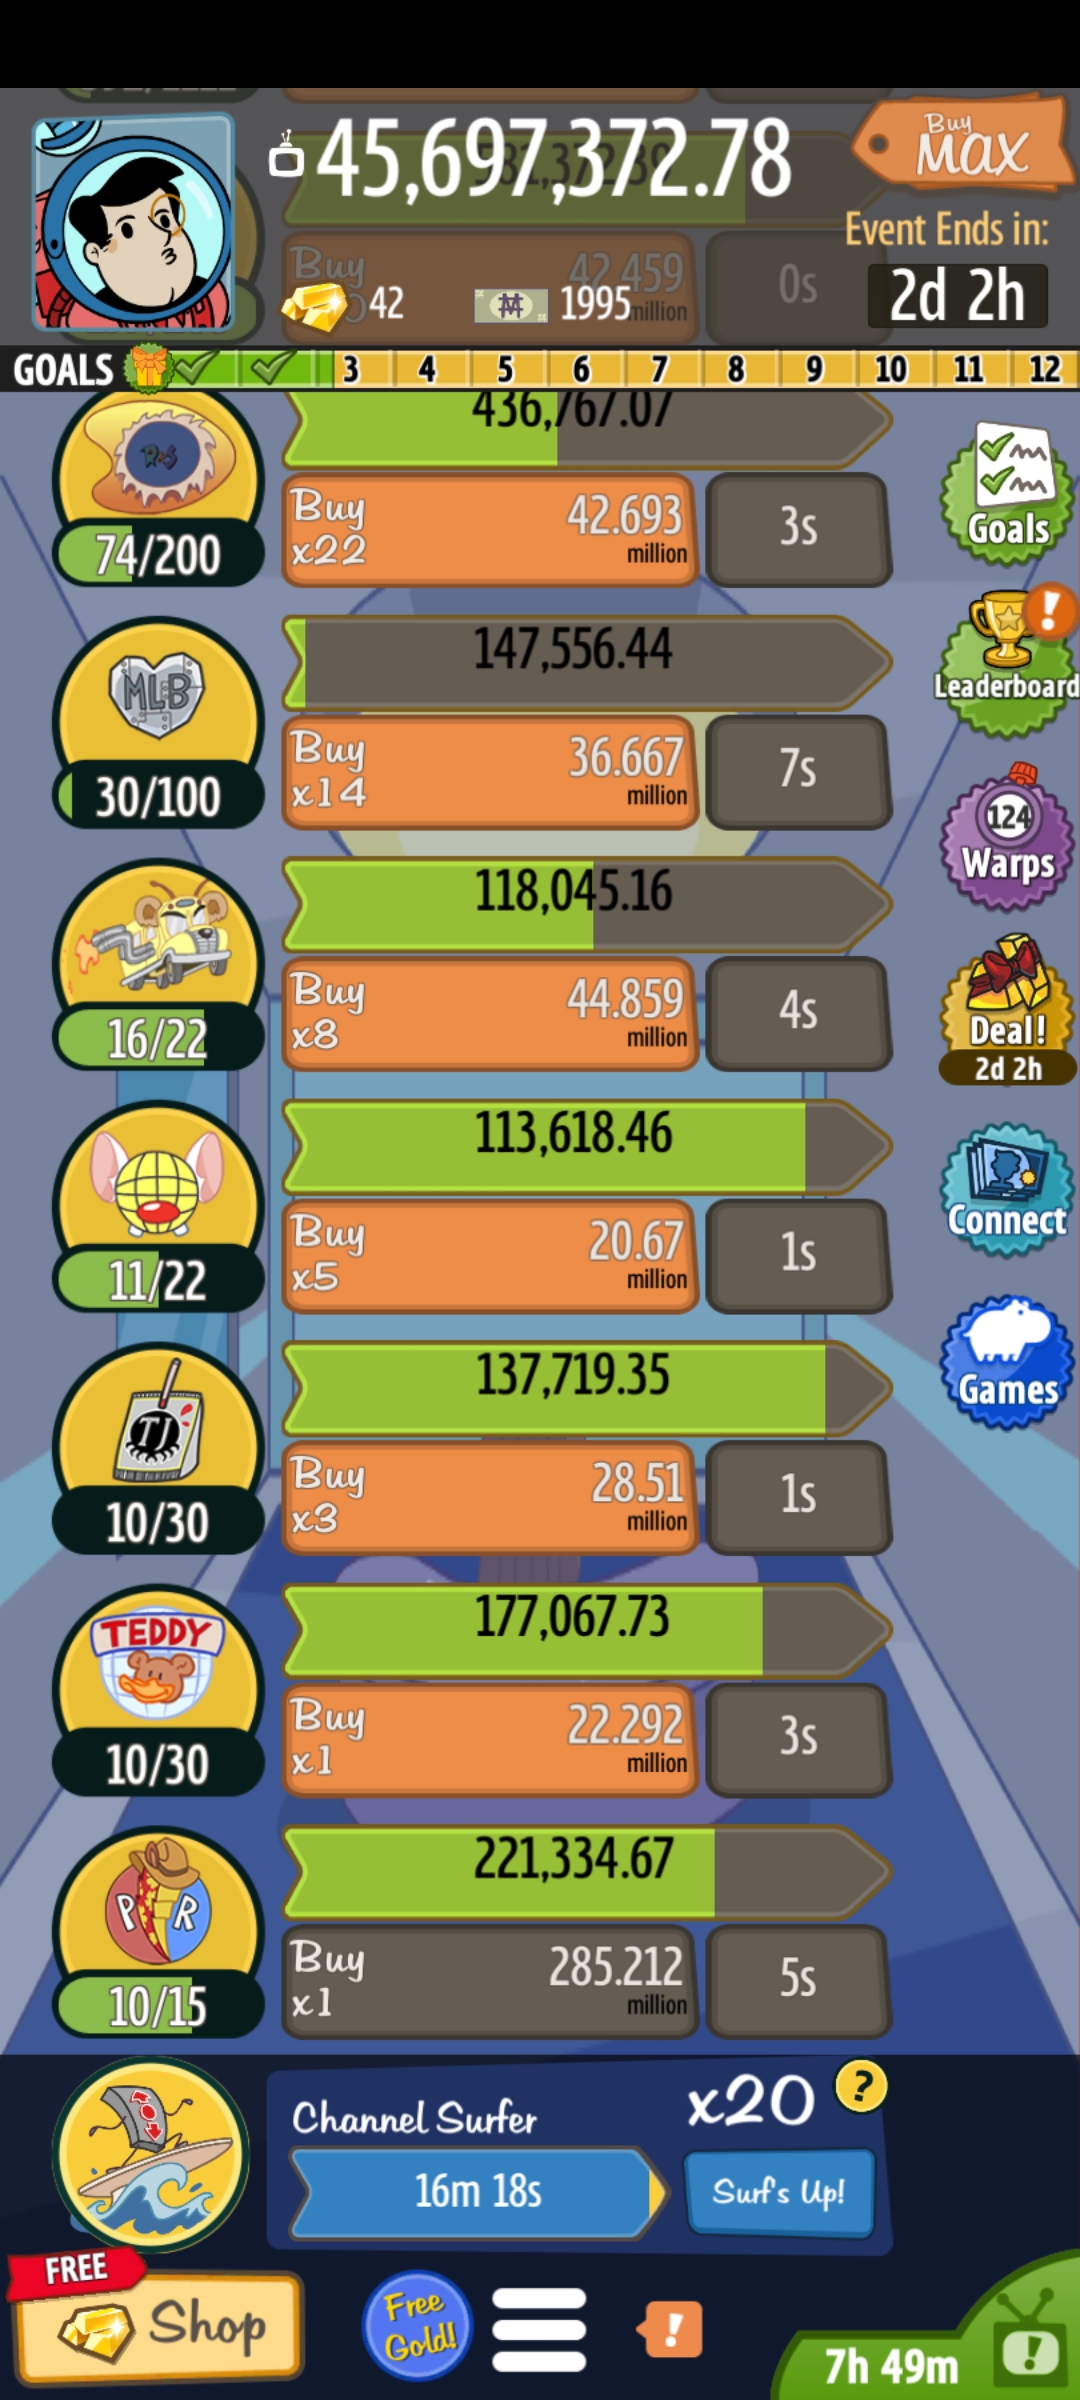 45,697,372.78
Buy
MAX
Event Ends in:
2d 2h
Buy
42.459
million
0s
42
1995
GOALS 3 4 5 6 7 8 9 10 11 12
436,767.07
74/200
Buy
x22
42.693
million
3s
Goals
MLB
30/100
147,556.44
Buy
x14
36.667
million
7s
Leaderboard
118,045.16
16/22
Buy
x8
44.859
million
4s
124
Warps
Deal!
2d 2h
113,618.46
11/22
Buy
x5
20.67
million
1s
Connect
TJ
10/30
137,719.35
Buy
x3
28.51
million
1s
Games
TEDDY
10/30
177,067.73
Buy
x1
22.292
million
3s
P R
10/15
221,334.67
Buy
x1
285.212
million
5s
Channel Surfer
x20
?
16m 18s
Surf's Up!
FREE
Shop
Free
Gold!
!
7h 49m
!